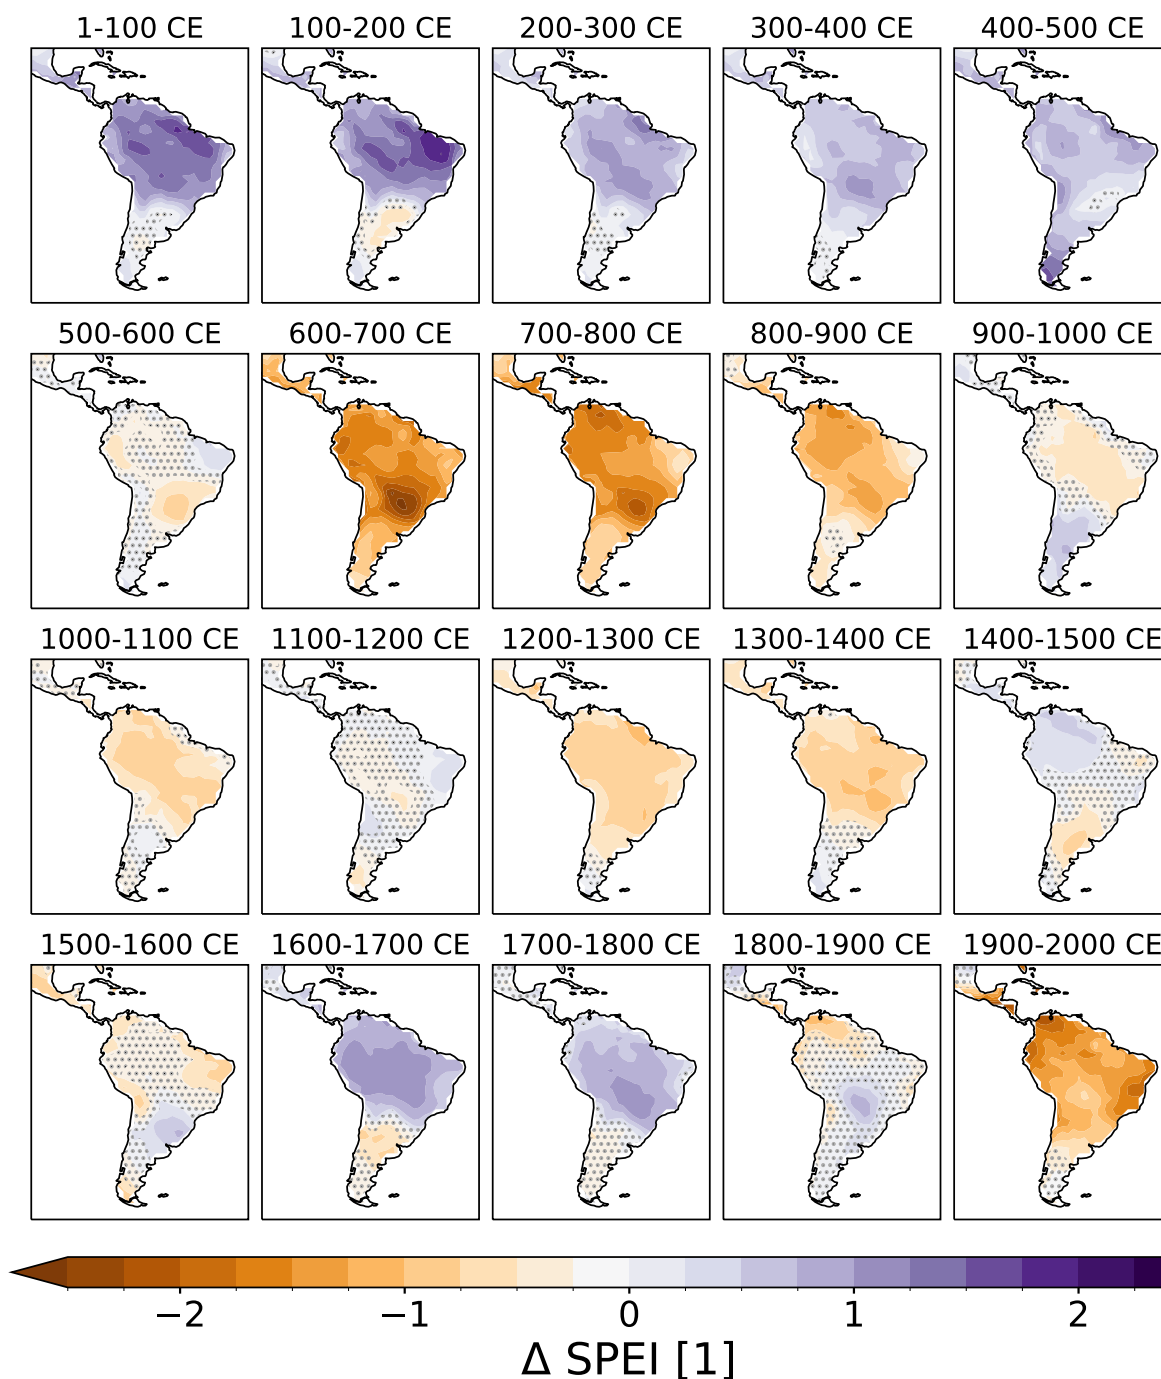 1-100 CE
100-200 CE
200-300 CE
300-400 CE
400-500 CE
500-600 CE
600-700 CE
700-800 CE
800-900 CE
900-1000 CE
1000-1100 CE
1100-1200 CE
1200-1300 CE
1300-1400 CE
1400-1500 CE
1500-1600 CE
1600-1700 CE
1700-1800 CE
1800-1900 CE
1900-2000 CE
−2 −1 0 1 2
Δ SPEI [1]